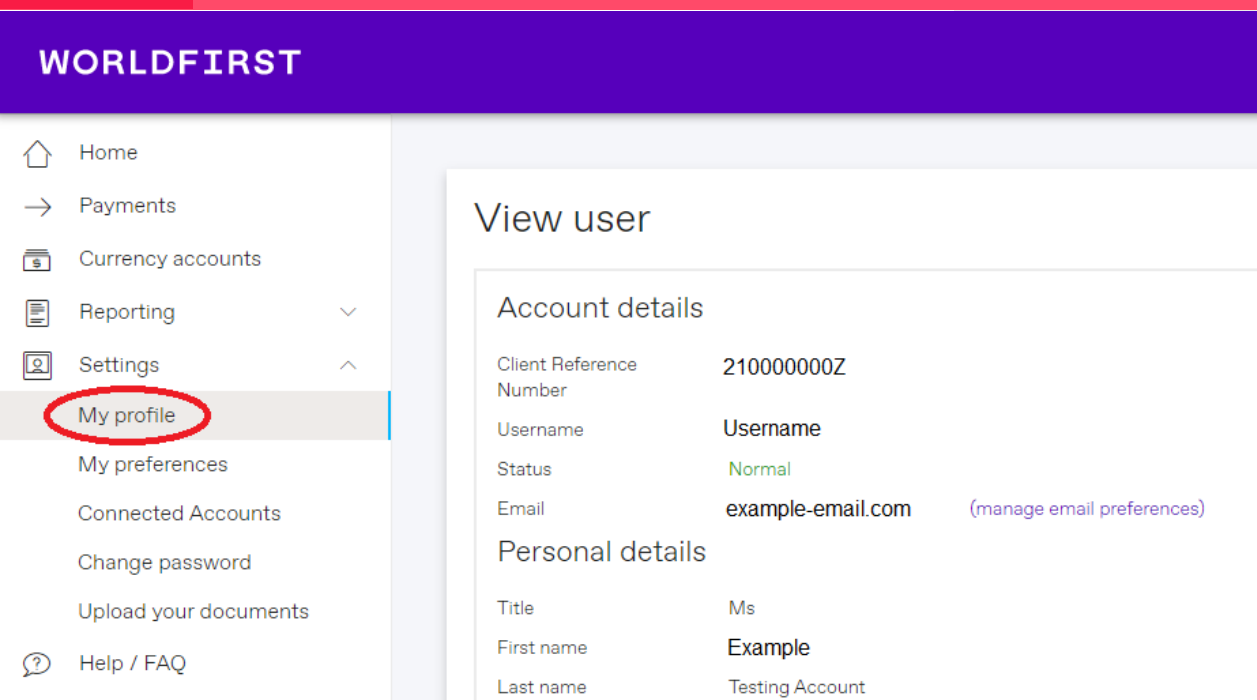 WORLDFIRST
Home
Payments
Currency accounts
Reporting
Settings
My profile
My preferences
Connected Accounts
Change password
Upload your documents
Help / FAQ
View user
Account details
Client Reference Number 210000000Z
Username Username
Status Normal
Email example-email.com (manage email preferences)
Personal details
Title Ms
First name Example
Last name Testing Account